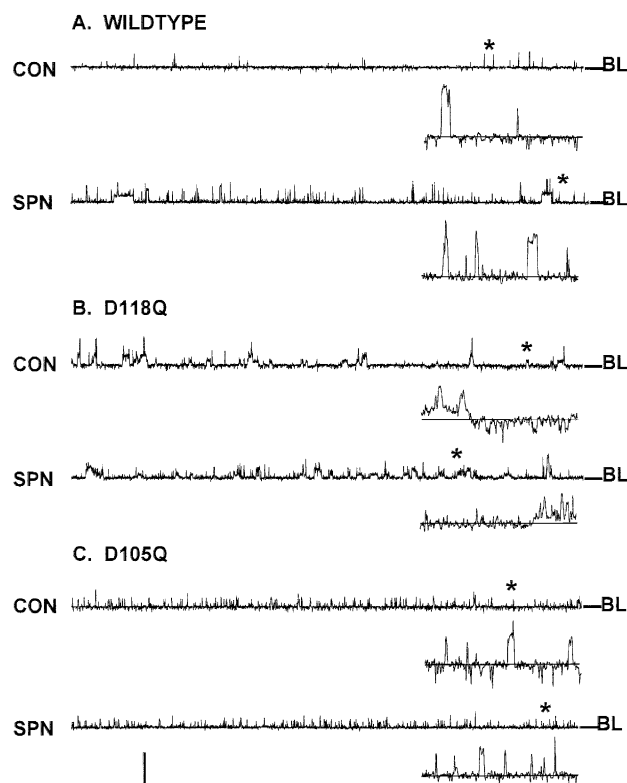 A. WILDTYPE
*
CON BL
SPN * BL
B. D118Q
CON * BL
SPN * BL
C. D105Q
CON * BL
SPN * BL